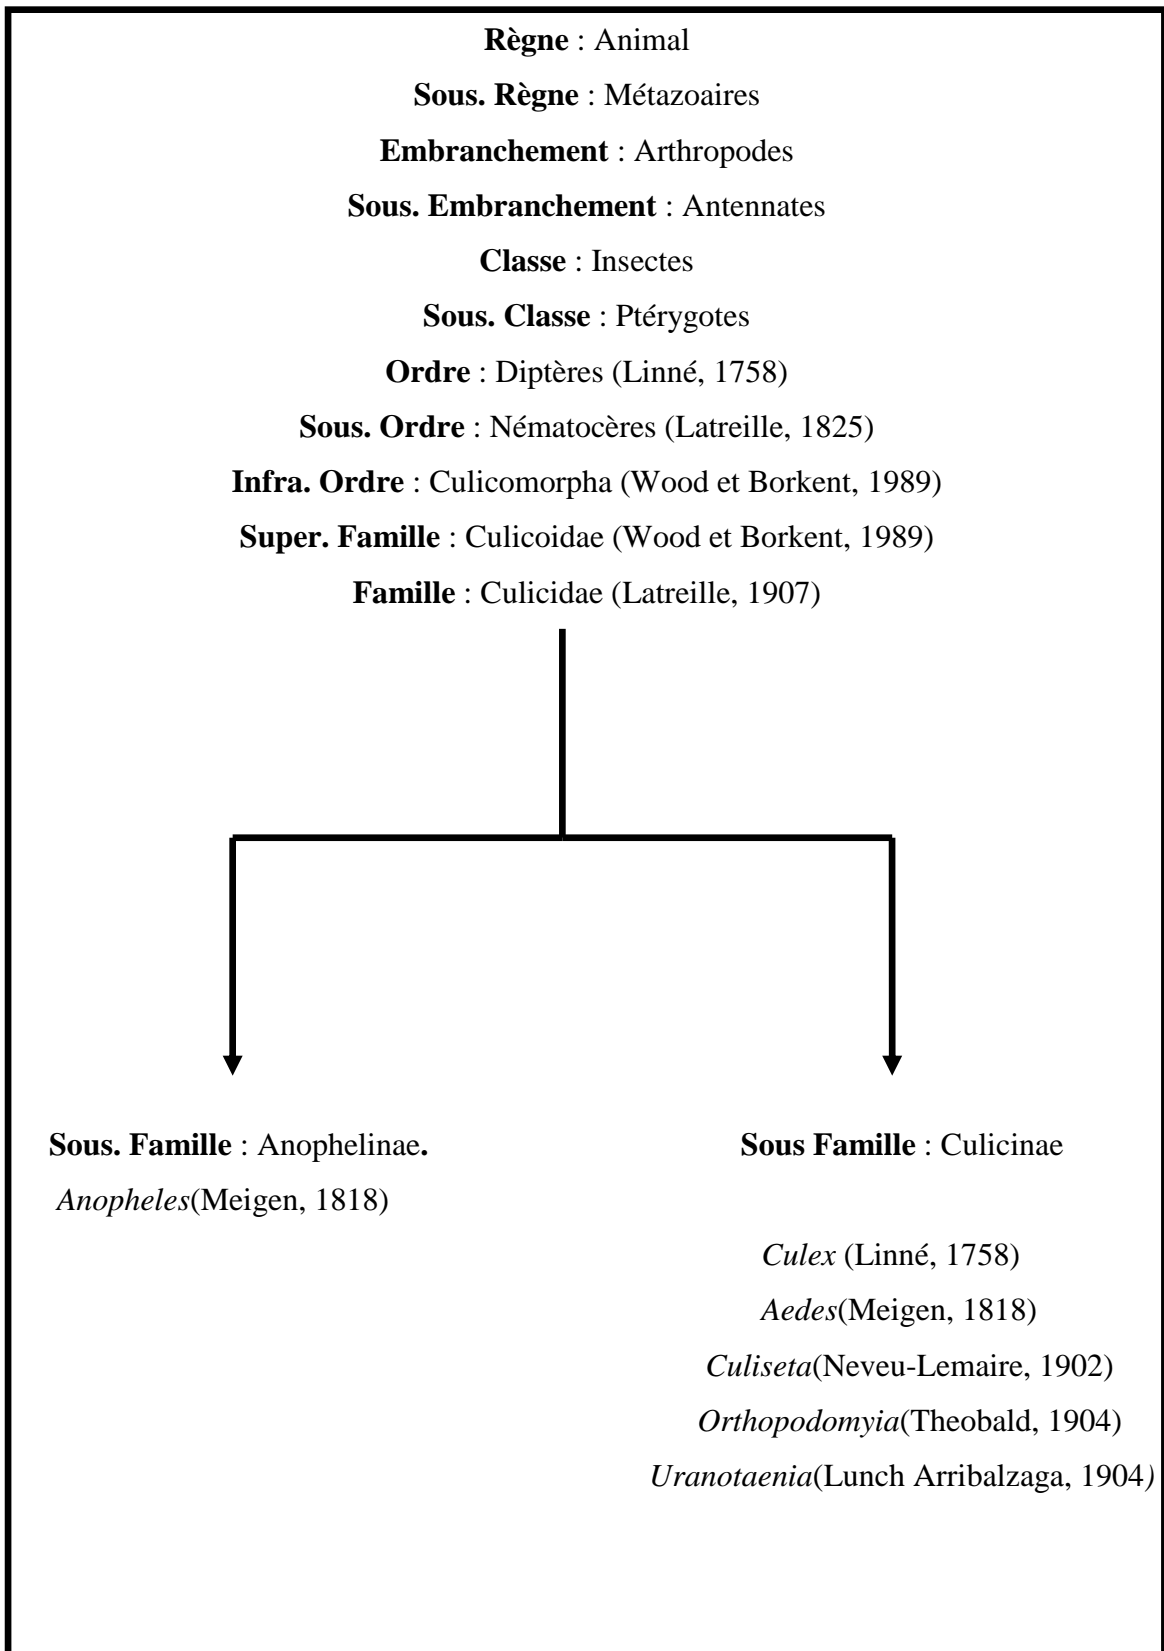 Règne : Animal
Sous. Règne : Métazoaires
Embranchement : Arthropodes
Sous. Embranchement : Antennates
Classe : Insectes
Sous. Classe : Ptérygotes
Ordre : Diptères (Linné, 1758)
Sous. Ordre : Nématocères (Latreille, 1825)
Infra. Ordre : Culicomorpha (Wood et Borkent, 1989)
Super. Famille : Culicoidae (Wood et Borkent, 1989)
Famille : Culicidae (Latreille, 1907)
Sous. Famille : Anophelinae.
Anopheles(Meigen, 1818)
Sous Famille : Culicinae
Culex (Linné, 1758)
Aedes(Meigen, 1818)
Culiseta(Neveu-Lemaire, 1902)
Orthopodomyia(Theobald, 1904)
Uranotaenia(Lunch Arribalzaga, 1904)